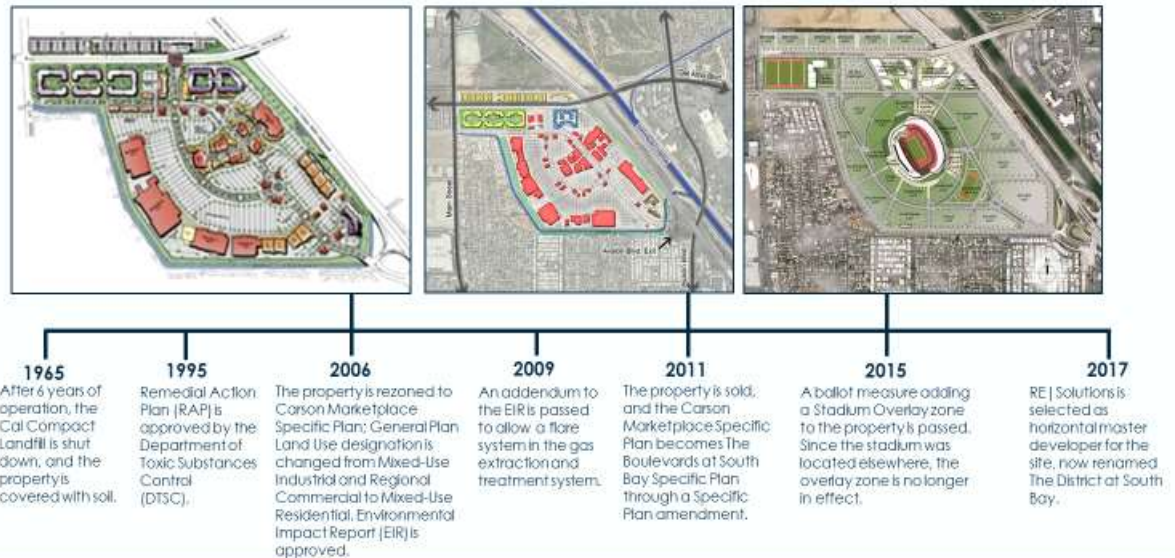 Main Street
Del Amo Blvd
1965
After 6 years of
operation, the
Cal Compact
Landfill is shut
down, and the
property is
covered with soil.
1995
Remedial Action
Plan (RAP) is
approved by the
Department of
Toxic Substances
Control
(DTSC).
2006
The property is rezoned to
Carson Marketplace
Specific Plan; General Plan
Land Use designation is
changed from Mixed-Use
Industrial and Regional
Commercial to Mixed-Use
Residential. Environmental
Impact Report (EIR) is
approved.
2009
An addendum to
the EIR is passed
to allow a flare
system in the gas
extraction and
treatment system.
2011
The property is sold,
and the Carson
Marketplace Specific
Plan becomes The
Boulevards at South
Bay Specific Plan
through a Specific
Plan amendment.
2015
A ballot measure adding
a Stadium Overlay zone
to the property is passed.
Since the stadium was
located elsewhere, the
overlay zone is no longer
in effect.
2017
RE | Solutions is
selected as
horizontal master
developer for the
site, now renamed
The District at South
Bay.